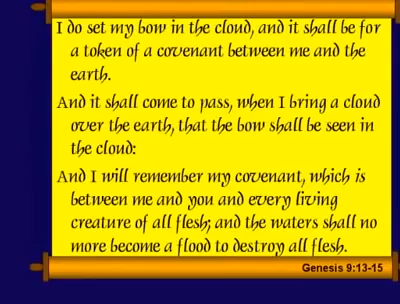 I do set my bow in the cloud, and it shall be for
a token of a covenant between me and the
earth.
And it shall come to pass, when I bring a cloud
over the earth, that the bow shall be seen in
the cloud:
And I will remember my covenant, which is
between me and you and every living
creature of all flesh; and the waters shall no
more become a flood to destroy all flesh.
Genesis 9:13-15